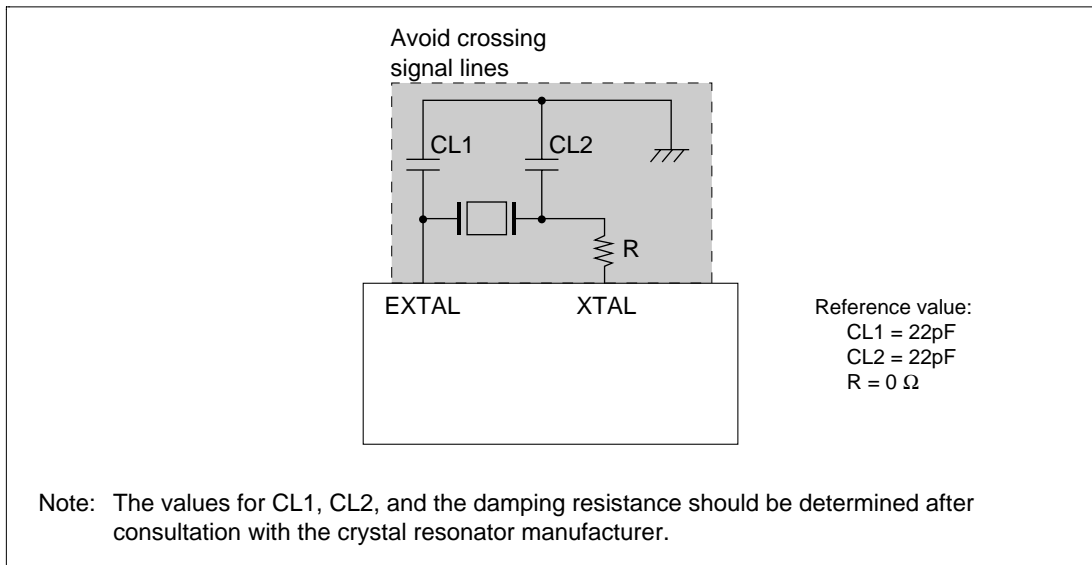 Avoid crossing
signal lines
CL1
CL2
R
EXTAL
XTAL
Reference value:
CL1 = 22pF
CL2 = 22pF
R = 0 Ω
Note: The values for CL1, CL2, and the damping resistance should be determined after
consultation with the crystal resonator manufacturer.